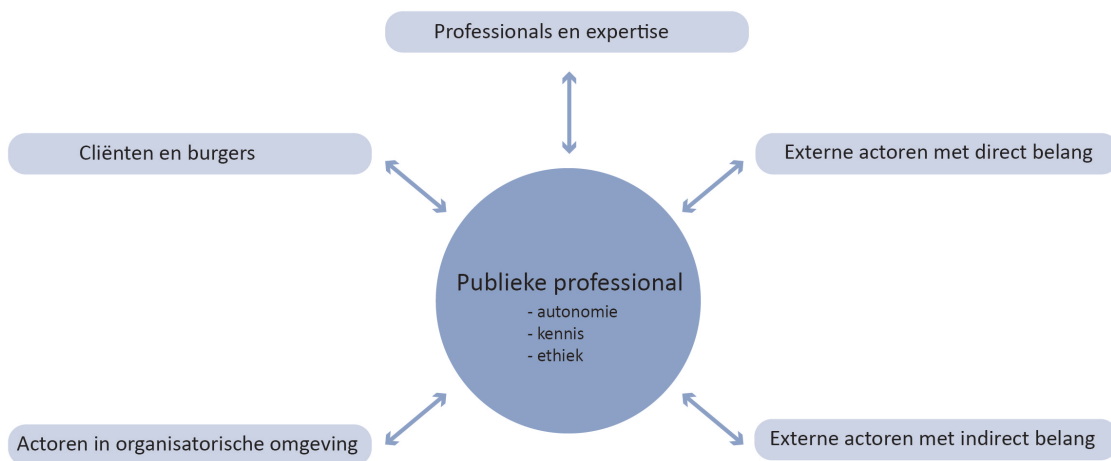 Professionals en expertise
Cliënten en burgers
Externe actoren met direct belang
Publieke professional
- autonomie
- kennis
- ethiek
Actoren in organisatorische omgeving
Externe actoren met indirect belang